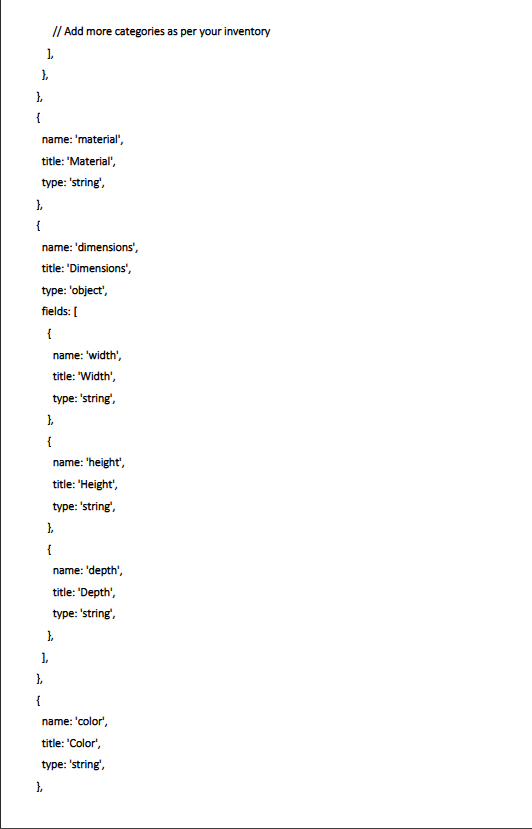 // Add more categories as per your inventory
],
},
},
{
name: 'material',
title: 'Material',
type: 'string',
},
{
name: 'dimensions',
title: 'Dimensions',
type: 'object',
fields: [
{
name: 'width',
title: 'Width',
type: 'string',
},
{
name: 'height',
title: 'Height',
type: 'string',
},
{
name: 'depth',
title: 'Depth',
type: 'string',
},
],
},
{
name: 'color',
title: 'Color',
type: 'string',
},